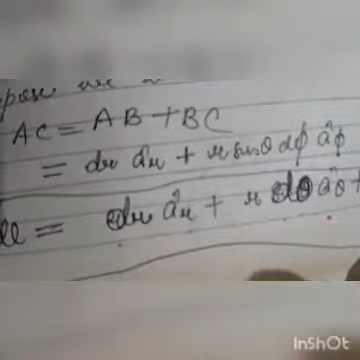 AC = AB + BC
= dr âr + r sinθ dϕ âϕ
= dr âr + r dθ âθ +
InShOt